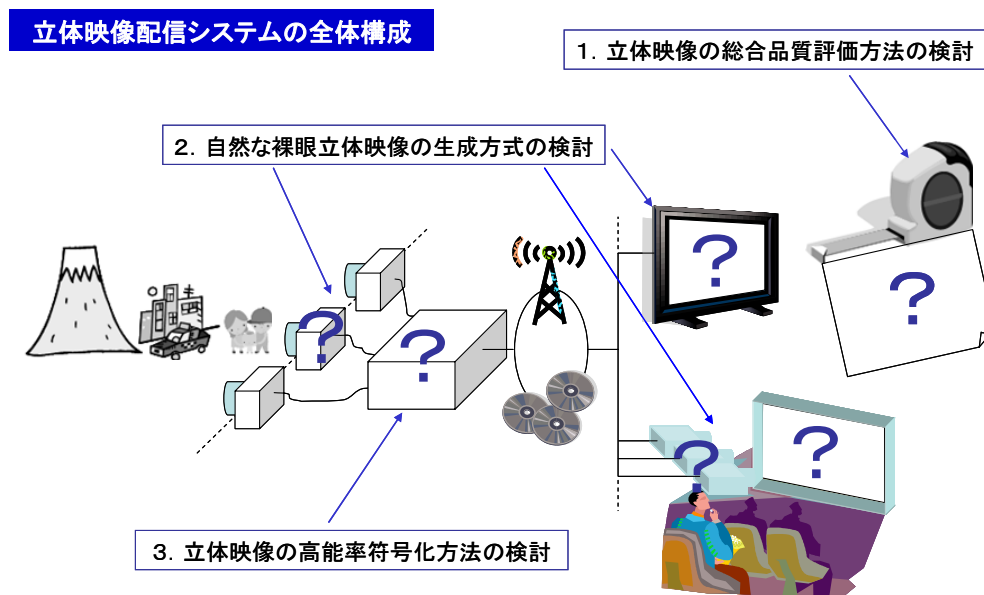 立体映像配信システムの全体構成
1. 立体映像の総合品質評価方法の検討
2. 自然な裸眼立体映像の生成方式の検討
?
?
?
?
?
?
3. 立体映像の高能率符号化方法の検討